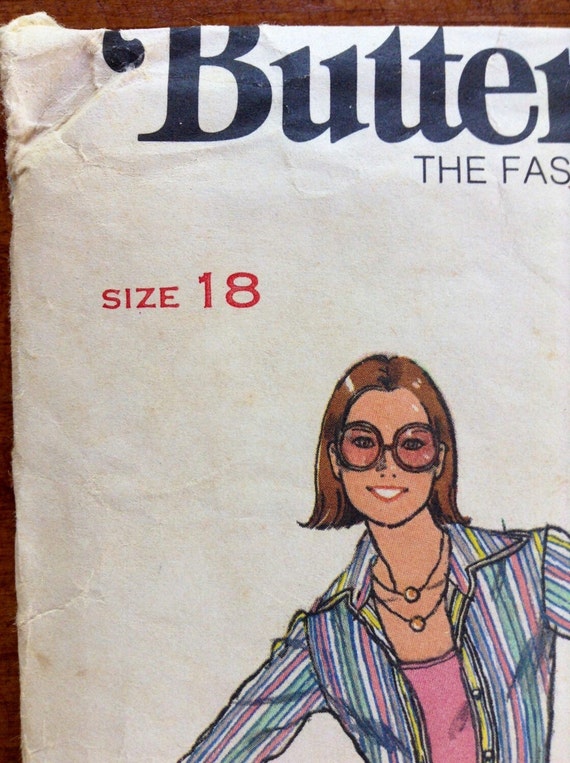 'Butter
THE FAS
SIZE 18